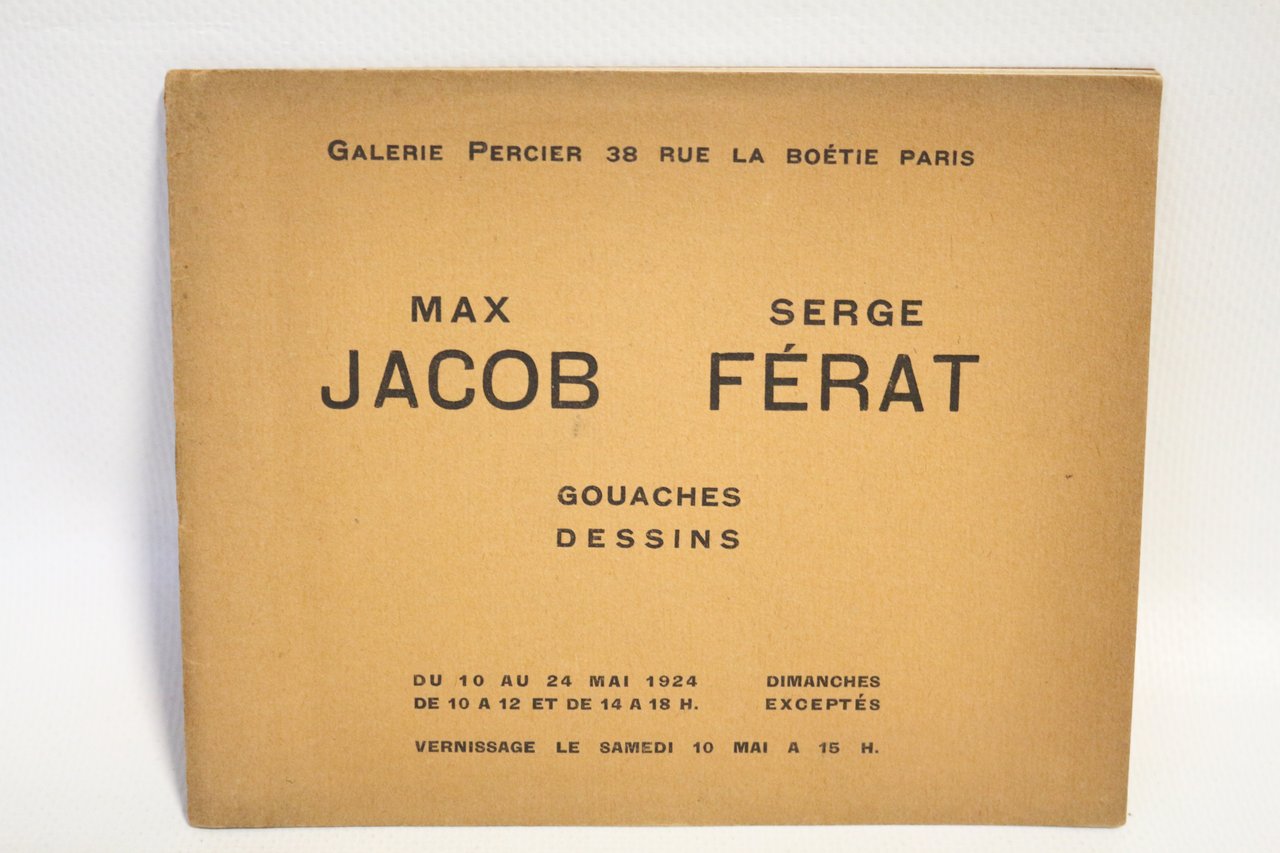 GALERIE PERCIER 38 RUE LA BOÉTIE PARIS
MAX SERGE
JACOB FÉRAT
GOUACHES
DESSINS
DU 10 AU 24 MAI 1924 DIMANCHES
DE 10 A 12 ET DE 14 A 18 H. EXCEPTÉS
VERNISSAGE LE SAMEDI 10 MAI A 15 H.